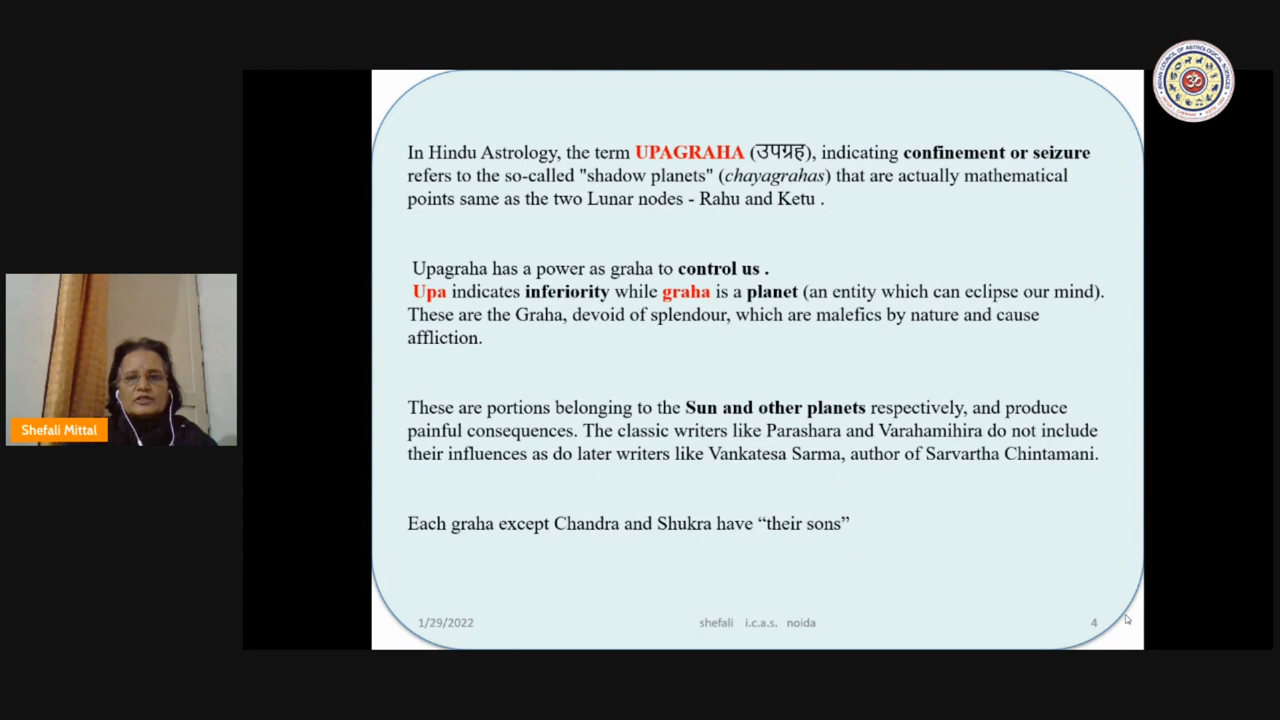 In Hindu Astrology, the term UPAGRAHA (उपग्रह), indicating confinement or seizure
refers to the so-called "shadow planets" (chayagrahas) that are actually mathematical
points same as the two Lunar nodes - Rahu and Ketu .
Upagraha has a power as graha to control us .
Upa indicates inferiority while graha is a planet (an entity which can eclipse our mind).
These are the Graha, devoid of splendour, which are malefics by nature and cause
affliction.
These are portions belonging to the Sun and other planets respectively, and produce
painful consequences. The classic writers like Parashara and Varahamihira do not include
their influences as do later writers like Vankatesa Sarma, author of Sarvartha Chintamani.
Each graha except Chandra and Shukra have “their sons”
1/29/2022 shefali i.c.a.s. noida 4
Shefali Mittal
INDIAN COUNCIL OF ASTROLOGICAL SCIENCES